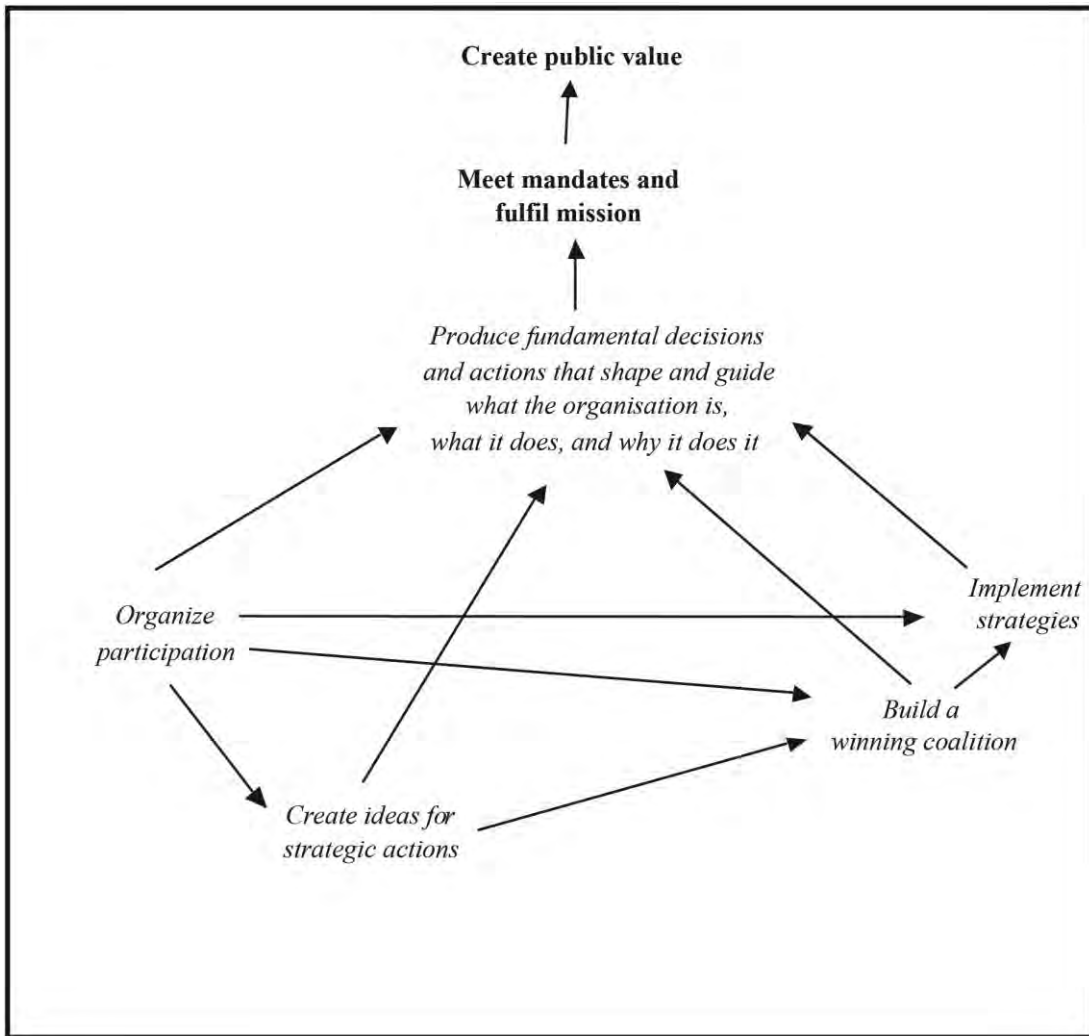 Create public value
Meet mandates and
fulfil mission
Produce fundamental decisions
and actions that shape and guide
what the organisation is,
what it does, and why it does it
Implement
strategies
Organize
participation
Build a
winning coalition
Create ideas for
strategic actions